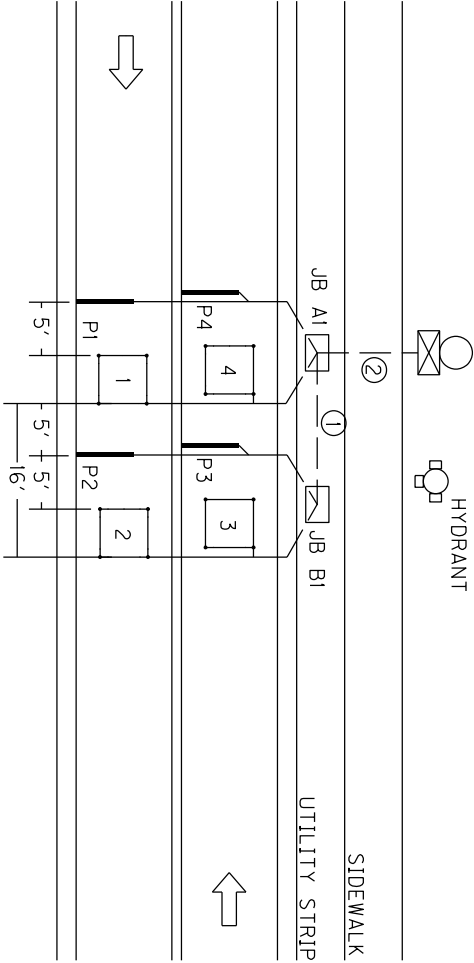 HYDRANT
SIDEWALK
UTILITY STRIP
JB A1
JB B1
2
1
P4
4
P3
3
P1
1
P2
2
5'
5'
5'
16'